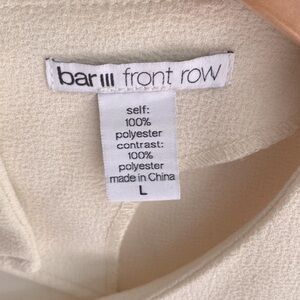 bar III front row
self:
100%
polyester
contrast:
100%
polyester
made in China
L